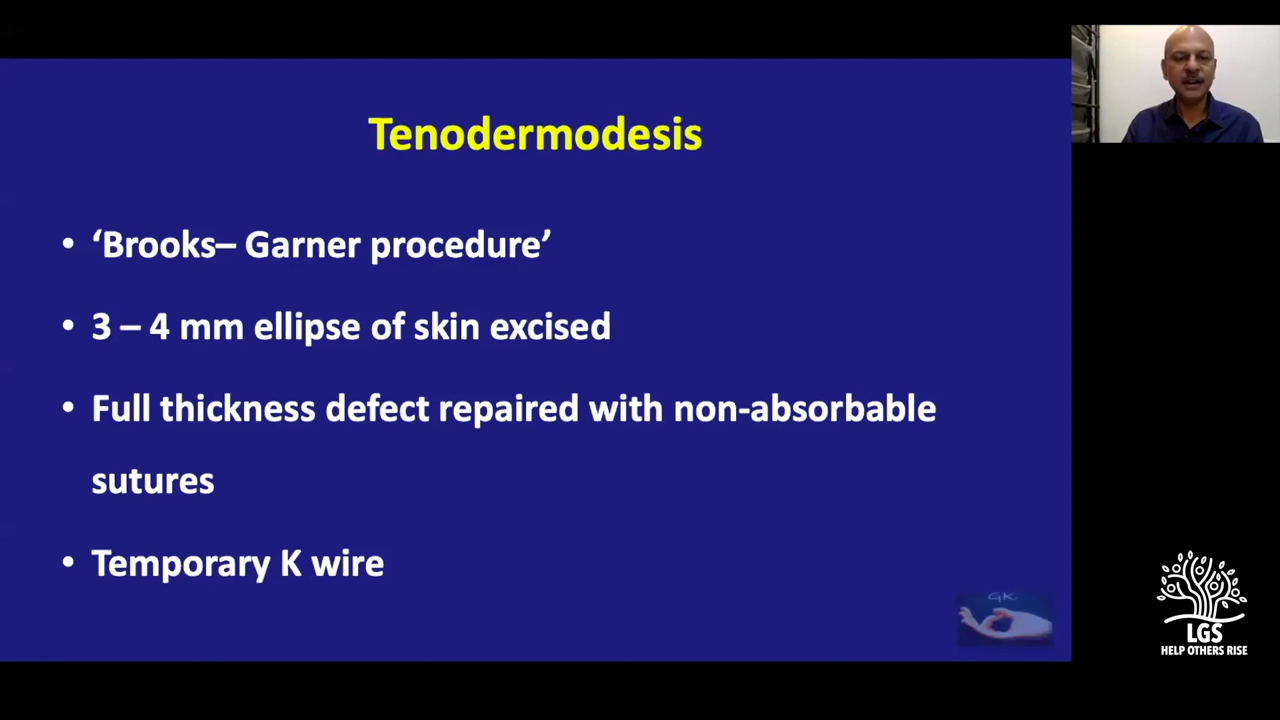 Tenodermodesis
• ‘Brooks– Garner procedure’
• 3 – 4 mm ellipse of skin excised
• Full thickness defect repaired with non-absorbable
sutures
• Temporary K wire
GK
LGS
HELP OTHERS RISE